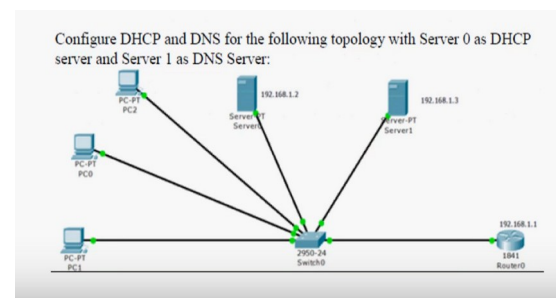 Configure DHCP and DNS for the following topology with Server 0 as DHCP
server and Server 1 as DNS Server:
PC-PT
PC2
192.168.1.2
Server-PT
Server0
192.168.1.3
Server-PT
Server1
PC-PT
PC0
192.168.1.1
PC-PT
PC1
2950-24
Switch0
1841
Router0